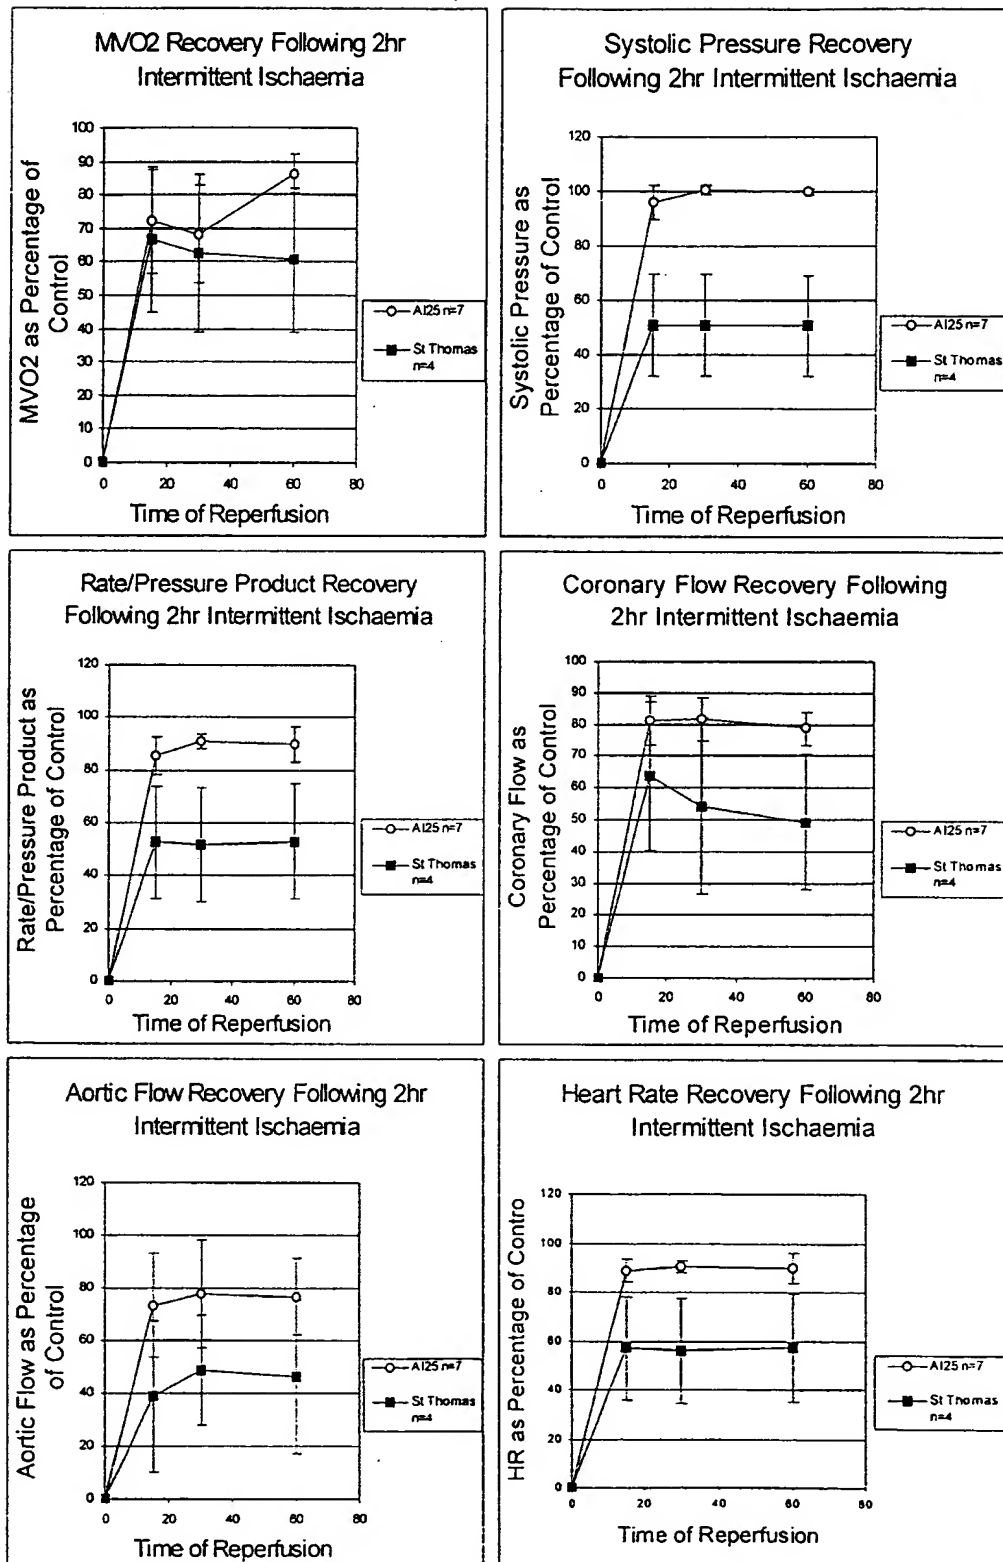 MVO2 Recovery Following 2hr
Intermittent Ischaemia
MVO2 as Percentage of
Control
100
90
80
70
60
50
40
30
20
10
0
0 20 40 60 80
Time of Reperfusion
AI25 n=7
St Thomas
n=4
Systolic Pressure Recovery
Following 2hr Intermittent Ischaemia
Systolic Pressure as
Percentage of Control
120
100
80
60
40
20
0
0 20 40 60 80
Time of Reperfusion
AI25 n=7
St Thomas
n=4
Rate/Pressure Product Recovery
Following 2hr Intermittent Ischaemia
Rate/Pressure Product as
Percentage of Control
120
100
80
60
40
20
0
0 20 40 60 80
Time of Reperfusion
AI25 n=7
St Thomas
n=4
Coronary Flow Recovery Following
2hr Intermittent Ischaemia
Coronary Flow as
Percentage of Control
100
90
80
70
60
50
40
30
20
10
0
0 20 40 60 80
Time of Reperfusion
AI25 n=7
St Thomas
n=4
Aortic Flow Recovery Following 2hr
Intermittent Ischaemia
Aortic Flow as Percentage
of Control
120
100
80
60
40
20
0
0 20 40 60 80
Time of Reperfusion
AI25 n=7
St Thomas
n=4
Heart Rate Recovery Following 2hr
Intermittent Ischaemia
HR as Percentage of Contro
120
100
80
60
40
20
0
0 20 40 60 80
Time of Reperfusion
AI25 n=7
St Thomas
n=4